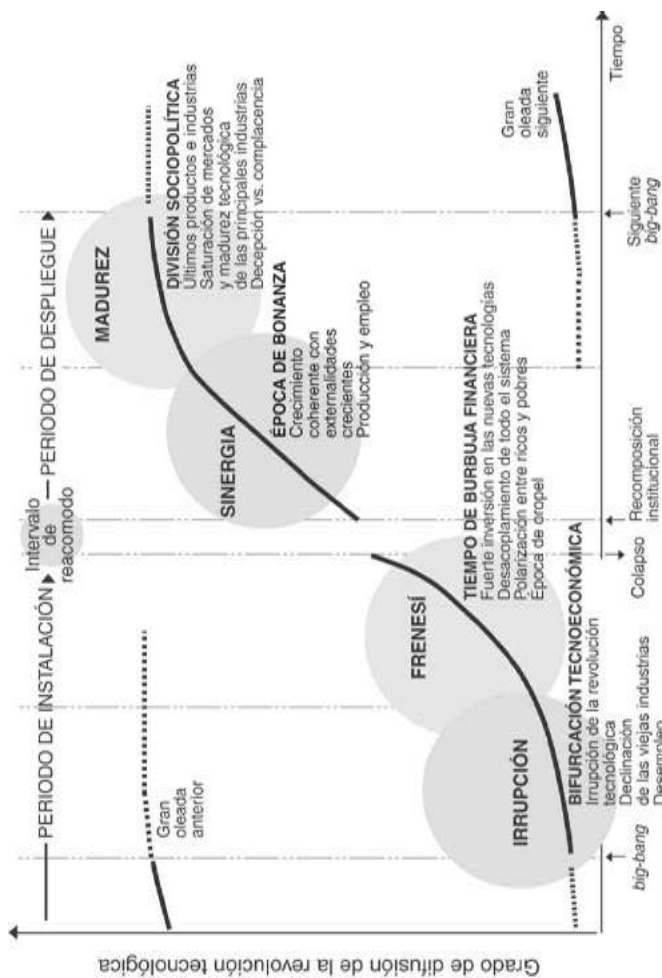 PERIODO DE INSTALACIÓN
Intervalo
de
reacomodo
PERIODO DE DESPLIEGUE
Gran
oleada
anterior
MADUREZ
DIVISIÓN SOCIOPOLÍTICA
Últimos productos e industrias
Saturación de mercados
y madurez tecnológica
de las principales industrias
Decepción vs. complacencia
SINERGIA
ÉPOCA DE BONANZA
Crecimiento
coherente con
externalidades
crecientes
Producción y empleo
FRENESÍ
TIEMPO DE BURBUJA FINANCIERA
Fuerte inversión en las nuevas tecnologías
Desacoplamiento de todo el sistema
Polarización entre ricos y pobres
Época de oropel
IRRUPCIÓN
BIFURCACIÓN TECNOECONÓMICA
Irrupción de la revolución
tecnológica
Declinación
de las viejas industrias
Desempleo
Gran
oleada
siguiente
Grado de difusión de la revolución tecnológica
big-bang
Colapso
Recomposición
institucional
Siguiente
big-bang
Tiempo